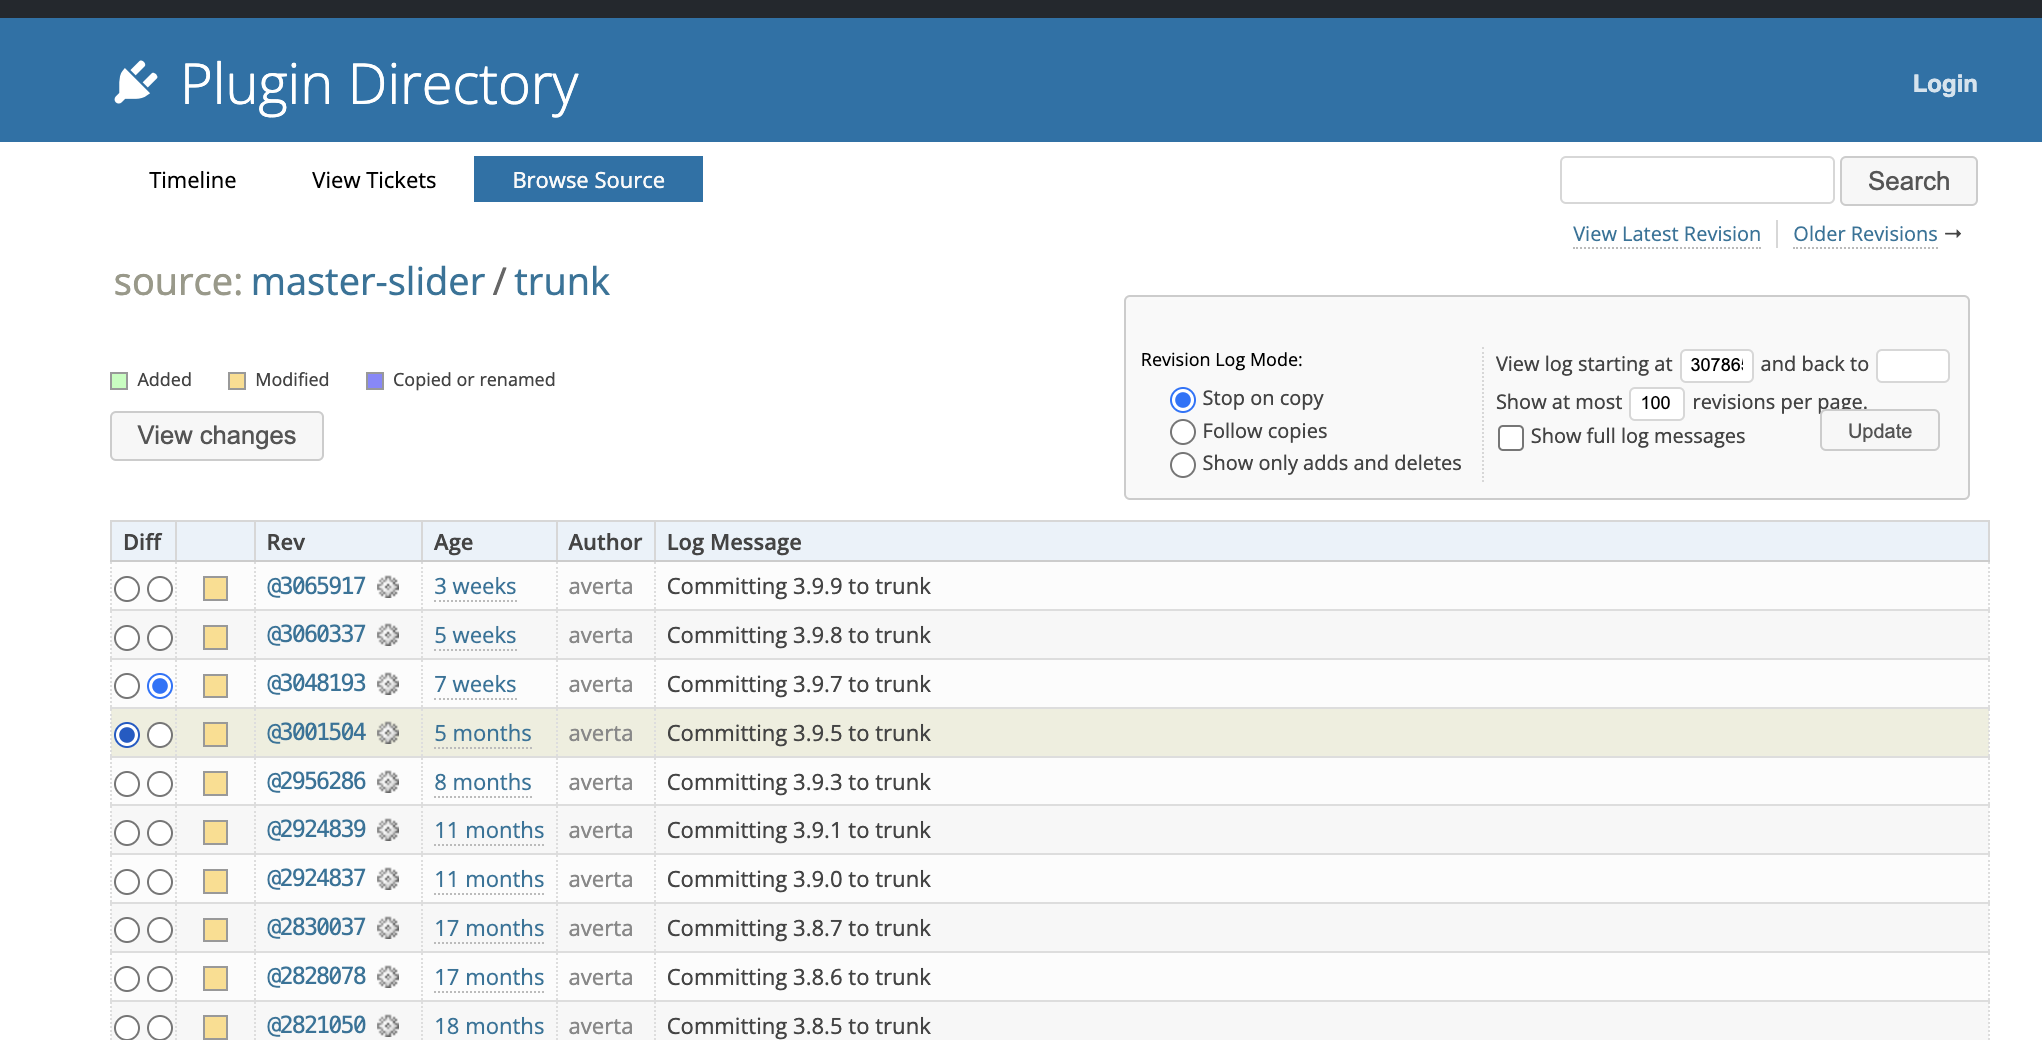 Plugin Directory
Login
Timeline View Tickets Browse Source
Search
View Latest Revision Older Revisions →
source: master-slider / trunk
Added Modified Copied or renamed
View changes
Revision Log Mode:
Stop on copy
Follow copies
Show only adds and deletes
View log starting at 30786 and back to
Show at most 100 revisions per page.
Show full log messages
Update
Diff Rev Age Author Log Message
@3065917 3 weeks averta Committing 3.9.9 to trunk
@3060337 5 weeks averta Committing 3.9.8 to trunk
@3048193 7 weeks averta Committing 3.9.7 to trunk
@3001504 5 months averta Committing 3.9.5 to trunk
@2956286 8 months averta Committing 3.9.3 to trunk
@2924839 11 months averta Committing 3.9.1 to trunk
@2924837 11 months averta Committing 3.9.0 to trunk
@2830037 17 months averta Committing 3.8.7 to trunk
@2828078 17 months averta Committing 3.8.6 to trunk
@2821050 18 months averta Committing 3.8.5 to trunk